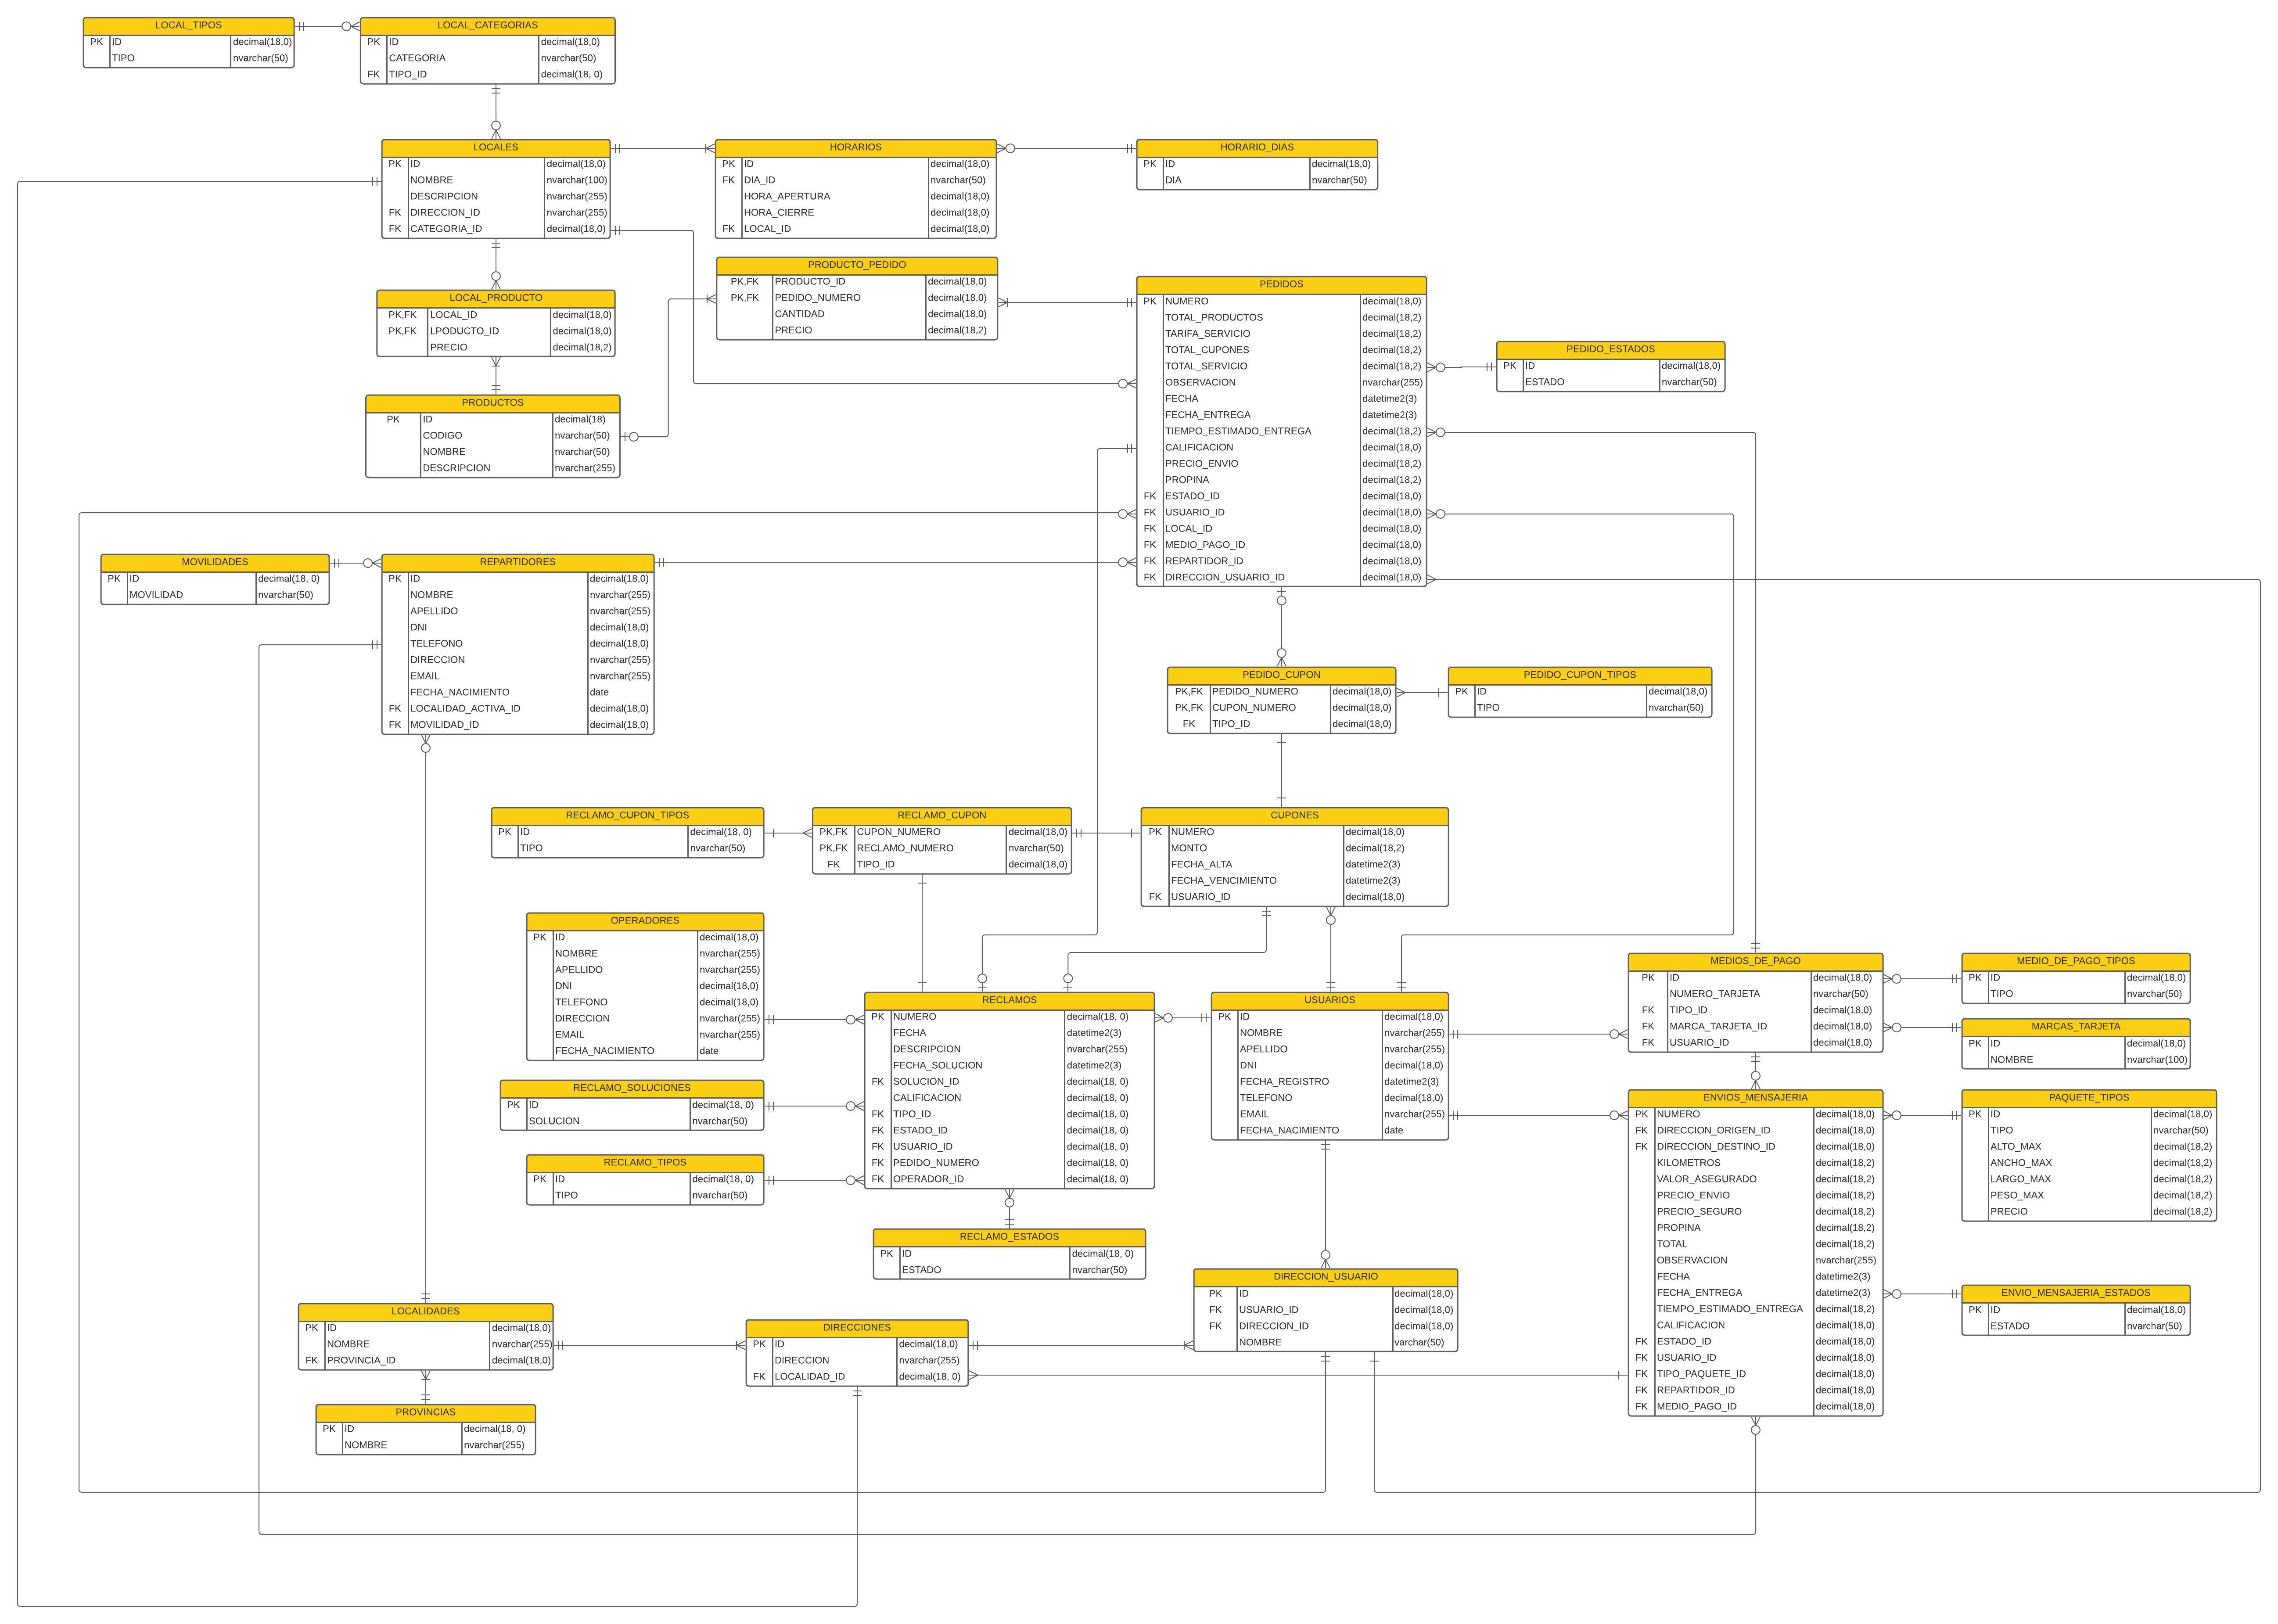 LOCAL_TIPOS
PK ID decimal(18,0)
TIPO nvarchar(50)
LOCAL_CATEGORIAS
PK ID decimal(18,0)
CATEGORIA nvarchar(50)
FK TIPO_ID decimal(18, 0)
LOCALES
PK ID decimal(18,0)
NOMBRE nvarchar(100)
DESCRIPCION nvarchar(255)
FK DIRECCION_ID nvarchar(255)
FK CATEGORIA_ID decimal(18,0)
HORARIOS
PK ID decimal(18,0)
FK DIA_ID nvarchar(50)
HORA_APERTURA decimal(18,0)
HORA_CIERRE decimal(18,0)
FK LOCAL_ID decimal(18,0)
HORARIO_DIAS
PK ID decimal(18,0)
DIA nvarchar(50)
PRODUCTO_PEDIDO
PK,FK PRODUCTO_ID decimal(18,0)
PK,FK PEDIDO_NUMERO decimal(18,0)
CANTIDAD decimal(18,0)
PRECIO decimal(18,2)
LOCAL_PRODUCTO
PK,FK LOCAL_ID decimal(18,0)
PK,FK LPODUCTO_ID decimal(18,0)
PRECIO decimal(18,2)
PRODUCTOS
PK ID decimal(18)
CODIGO nvarchar(50)
NOMBRE nvarchar(50)
DESCRIPCION nvarchar(255)
PEDIDOS
PK NUMERO decimal(18,0)
TOTAL_PRODUCTOS decimal(18,2)
TARIFA_SERVICIO decimal(18,2)
TOTAL_CUPONES decimal(18,2)
TOTAL_SERVICIO decimal(18,2)
OBSERVACION nvarchar(255)
FECHA datetime2(3)
FECHA_ENTREGA datetime2(3)
TIEMPO_ESTIMADO_ENTREGA decimal(18,2)
CALIFICACION decimal(18,0)
PRECIO_ENVIO decimal(18,2)
PROPINA decimal(18,2)
FK ESTADO_ID decimal(18,0)
FK USUARIO_ID decimal(18,0)
FK LOCAL_ID decimal(18,0)
FK MEDIO_PAGO_ID decimal(18,0)
FK REPARTIDOR_ID decimal(18,0)
FK DIRECCION_USUARIO_ID decimal(18,0)
PEDIDO_ESTADOS
PK ID decimal(18,0)
ESTADO nvarchar(50)
MOVILIDADES
PK ID decimal(18, 0)
MOVILIDAD nvarchar(50)
REPARTIDORES
PK ID decimal(18,0)
NOMBRE nvarchar(255)
APELLIDO nvarchar(255)
DNI decimal(18,0)
TELEFONO decimal(18,0)
DIRECCION nvarchar(255)
EMAIL nvarchar(255)
FECHA_NACIMIENTO date
FK LOCALIDAD_ACTIVA_ID decimal(18,0)
FK MOVILIDAD_ID decimal(18,0)
PEDIDO_CUPON
PK,FK PEDIDO_NUMERO decimal(18,0)
PK,FK CUPON_NUMERO decimal(18,0)
FK TIPO_ID decimal(18,0)
PEDIDO_CUPON_TIPOS
PK ID decimal(18,0)
TIPO nvarchar(50)
RECLAMO_CUPON_TIPOS
PK ID decimal(18, 0)
TIPO nvarchar(50)
RECLAMO_CUPON
PK,FK CUPON_NUMERO decimal(18,0)
PK,FK RECLAMO_NUMERO nvarchar(50)
FK TIPO_ID decimal(18,0)
CUPONES
PK NUMERO decimal(18,0)
MONTO decimal(18,2)
FECHA_ALTA datetime2(3)
FECHA_VENCIMIENTO datetime2(3)
FK USUARIO_ID decimal(18,0)
OPERADORES
PK ID decimal(18,0)
NOMBRE nvarchar(255)
APELLIDO nvarchar(255)
DNI decimal(18,0)
TELEFONO decimal(18,0)
DIRECCION nvarchar(255)
EMAIL nvarchar(255)
FECHA_NACIMIENTO date
RECLAMO_SOLUCIONES
PK ID decimal(18, 0)
SOLUCION nvarchar(50)
RECLAMO_TIPOS
PK ID decimal(18, 0)
TIPO nvarchar(50)
RECLAMOS
PK NUMERO decimal(18, 0)
FECHA datetime2(3)
DESCRIPCION nvarchar(255)
FECHA_SOLUCION datetime2(3)
FK SOLUCION_ID decimal(18, 0)
CALIFICACION decimal(18, 0)
FK TIPO_ID decimal(18, 0)
FK ESTADO_ID decimal(18, 0)
FK USUARIO_ID decimal(18, 0)
FK PEDIDO_NUMERO decimal(18, 0)
FK OPERADOR_ID decimal(18, 0)
RECLAMO_ESTADOS
PK ID decimal(18, 0)
ESTADO nvarchar(50)
USUARIOS
PK ID decimal(18,0)
NOMBRE nvarchar(255)
APELLIDO nvarchar(255)
DNI decimal(18,0)
FECHA_REGISTRO datetime2(3)
TELEFONO decimal(18,0)
EMAIL nvarchar(255)
FECHA_NACIMIENTO date
MEDIOS_DE_PAGO
PK ID decimal(18,0)
NUMERO_TARJETA nvarchar(50)
FK TIPO_ID decimal(18,0)
FK MARCA_TARJETA_ID decimal(18,0)
FK USUARIO_ID decimal(18,0)
MEDIO_DE_PAGO_TIPOS
PK ID decimal(18,0)
TIPO nvarchar(50)
MARCAS_TARJETA
PK ID decimal(18,0)
NOMBRE nvarchar(100)
ENVIOS_MENSAJERIA
PK NUMERO decimal(18,0)
FK DIRECCION_ORIGEN_ID decimal(18,0)
FK DIRECCION_DESTINO_ID decimal(18,0)
KILOMETROS decimal(18,2)
VALOR_ASEGURADO decimal(18,2)
PRECIO_ENVIO decimal(18,2)
PRECIO_SEGURO decimal(18,2)
PROPINA decimal(18,2)
TOTAL decimal(18,2)
OBSERVACION nvarchar(255)
FECHA datetime2(3)
FECHA_ENTREGA datetime2(3)
TIEMPO_ESTIMADO_ENTREGA decimal(18,2)
CALIFICACION decimal(18,0)
FK ESTADO_ID decimal(18,0)
FK USUARIO_ID decimal(18,0)
FK TIPO_PAQUETE_ID decimal(18,0)
FK REPARTIDOR_ID decimal(18,0)
FK MEDIO_PAGO_ID decimal(18,0)
PAQUETE_TIPOS
PK ID decimal(18,0)
TIPO nvarchar(50)
ALTO_MAX decimal(18,2)
ANCHO_MAX decimal(18,2)
LARGO_MAX decimal(18,2)
PESO_MAX decimal(18,2)
PRECIO decimal(18,2)
ENVIO_MENSAJERIA_ESTADOS
PK ID decimal(18,0)
ESTADO nvarchar(50)
DIRECCION_USUARIO
PK ID decimal(18,0)
FK USUARIO_ID decimal(18,0)
FK DIRECCION_ID decimal(18,0)
NOMBRE varchar(50)
LOCALIDADES
PK ID decimal(18,0)
NOMBRE nvarchar(255)
FK PROVINCIA_ID decimal(18,0)
DIRECCIONES
PK ID decimal(18,0)
DIRECCION nvarchar(255)
FK LOCALIDAD_ID decimal(18, 0)
PROVINCIAS
PK ID decimal(18, 0)
NOMBRE nvarchar(255)